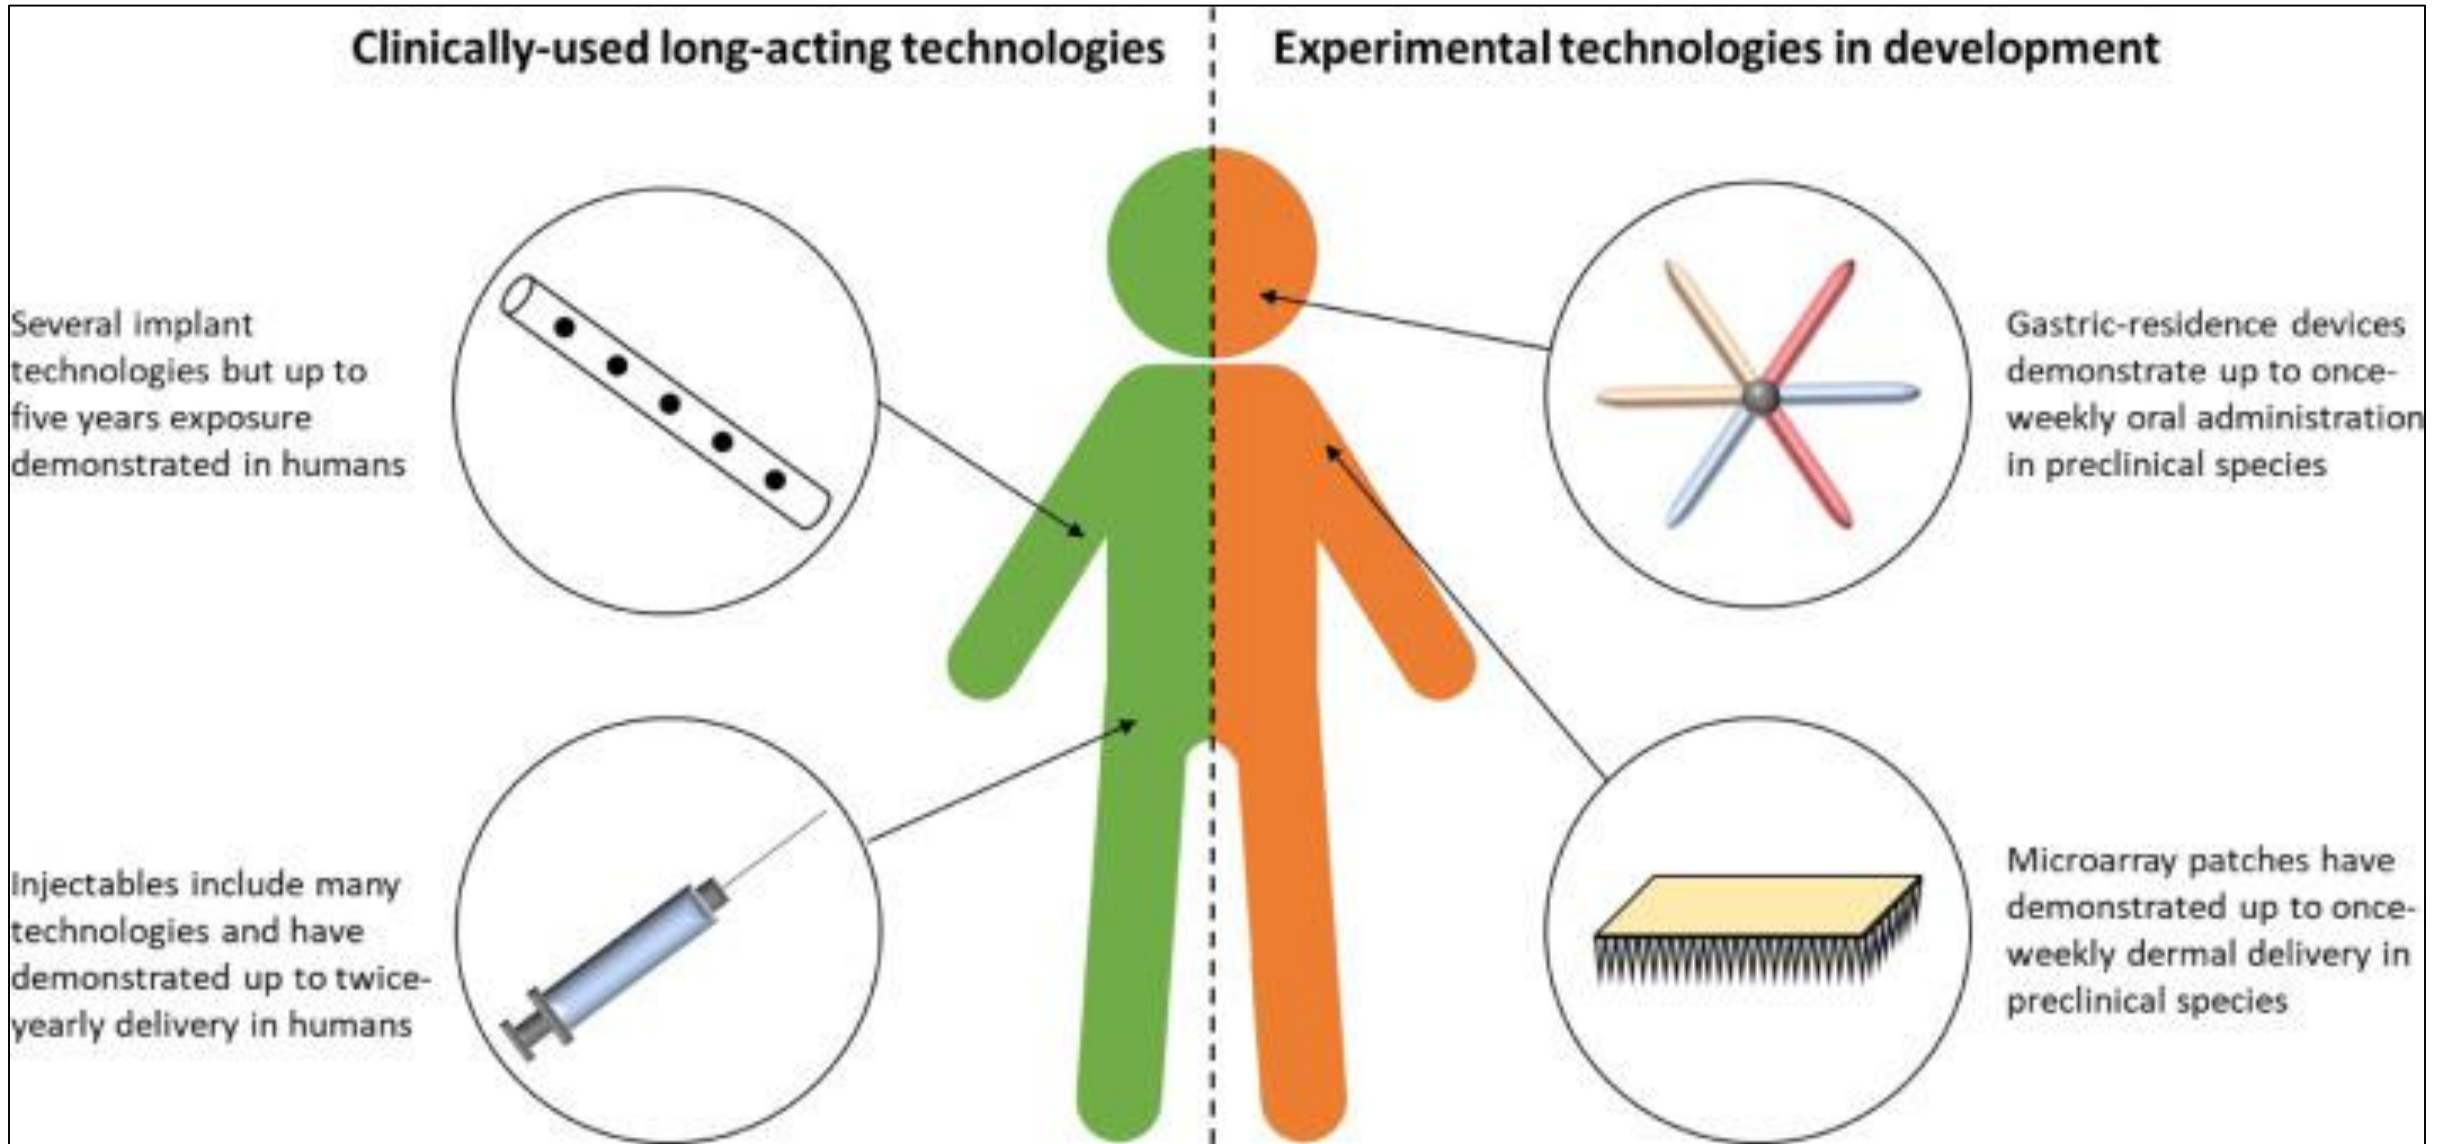 Clinically-used long-acting technologies
Experimental technologies in development
Several implant
technologies but up to
five years exposure
demonstrated in humans
Gastric-residence devices
demonstrate up to once-
weekly oral administration
in preclinical species
Injectables include many
technologies and have
demonstrated up to twice-
yearly delivery in humans
Microarray patches have
demonstrated up to once-
weekly dermal delivery in
preclinical species